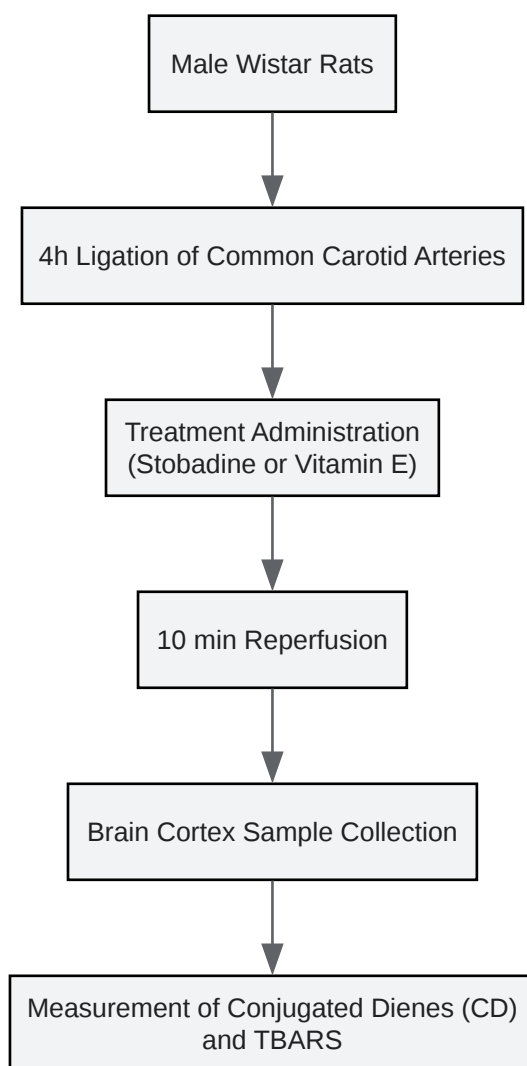 Male Wistar Rats
4h Ligation of Common Carotid Arteries
Treatment Administration
(Stobadine or Vitamin E)
10 min Reperfusion
Brain Cortex Sample Collection
Measurement of Conjugated Dienes (CD)
and TBARS